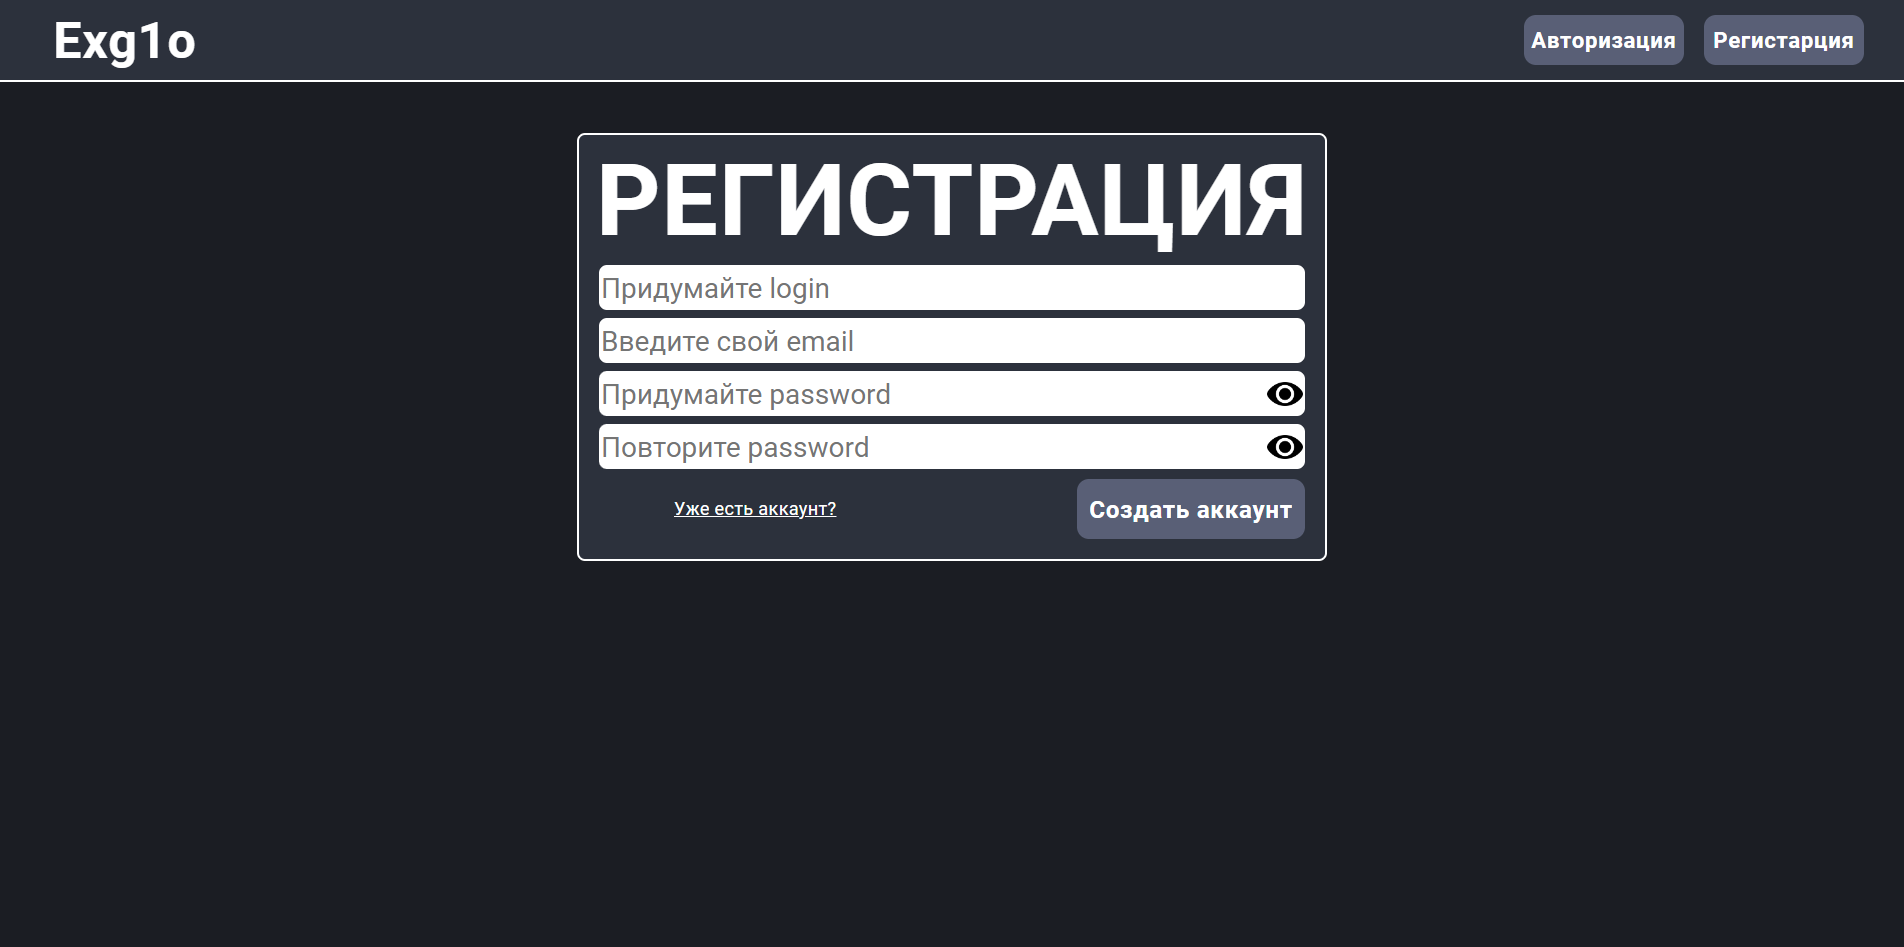 Exg1o
Авторизация
Регистарция
РЕГИСТРАЦИЯ
Придумайте login
Введите свой email
Придумайте password
Повторите password
Уже есть аккаунт?
Создать аккаунт